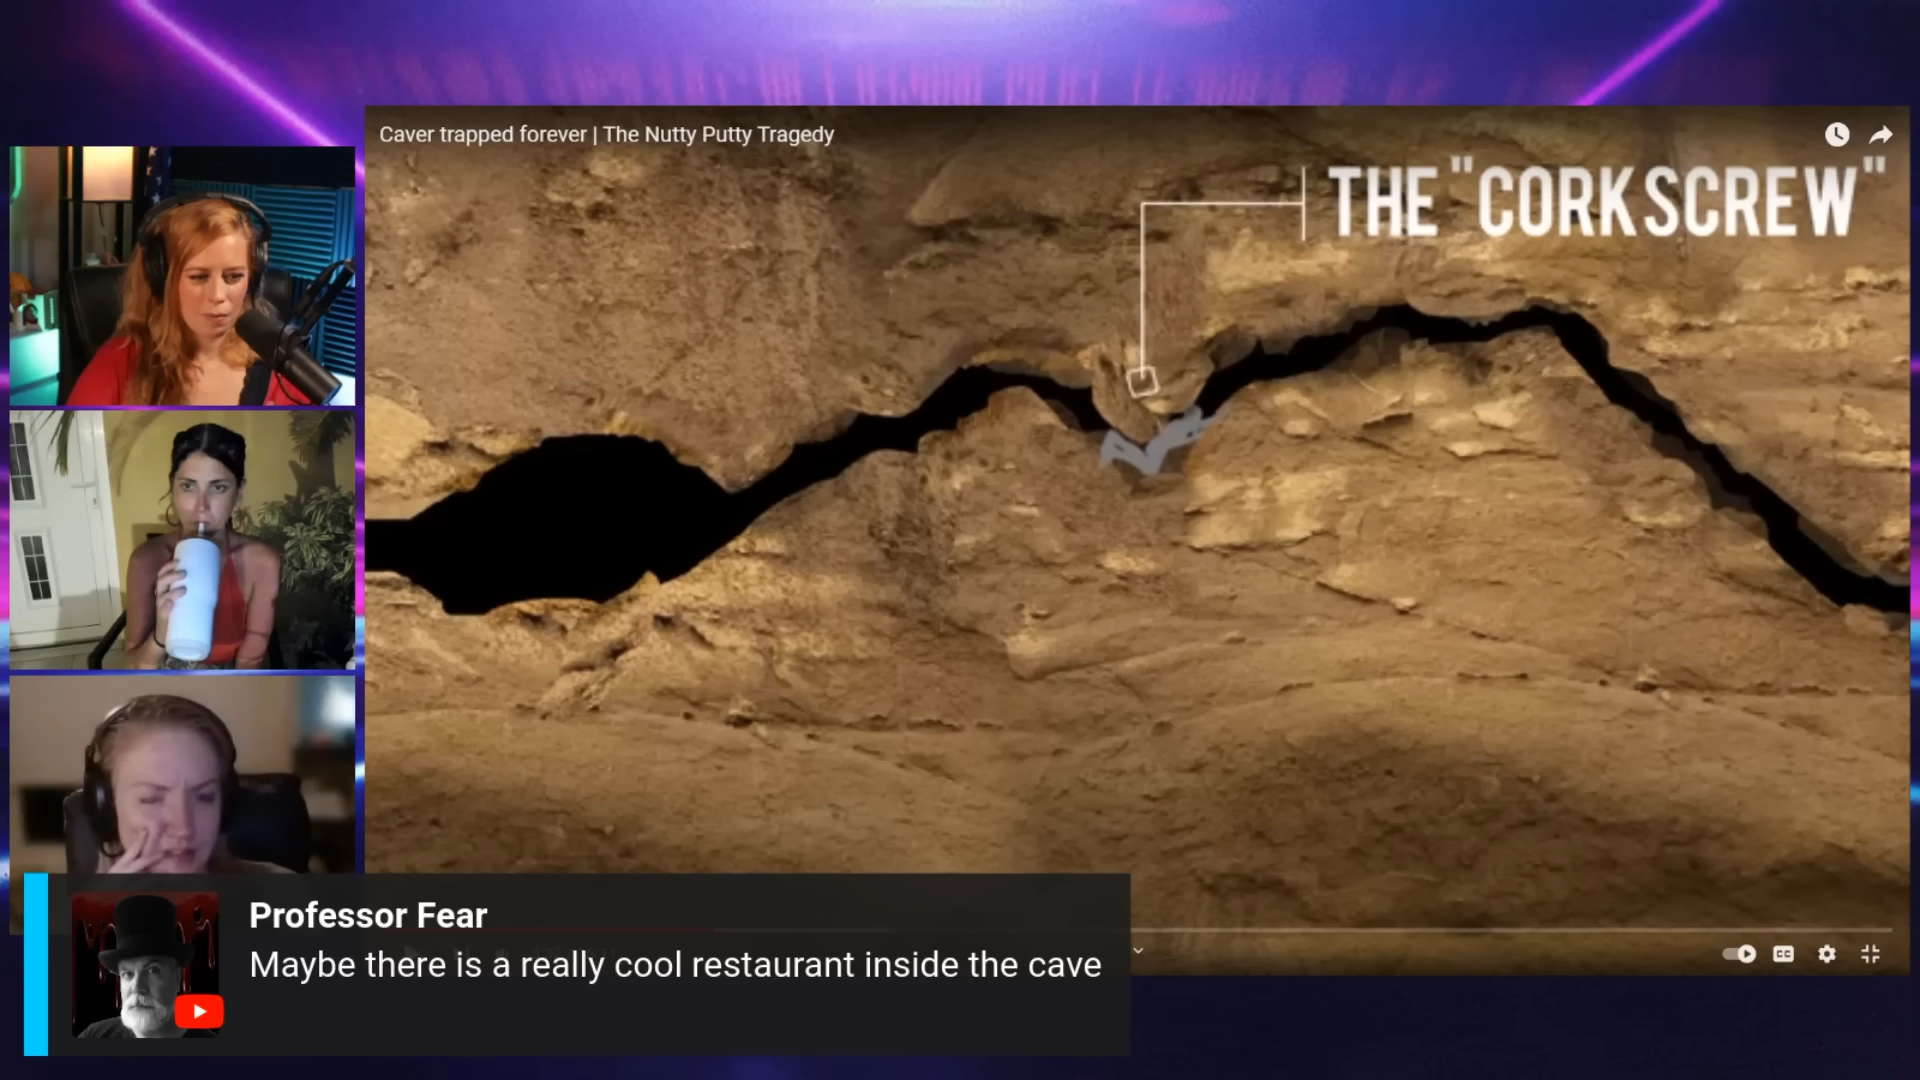 Caver trapped forever | The Nutty Putty Tragedy
THE "CORKSCREW"
Professor Fear
Maybe there is a really cool restaurant inside the cave
CC